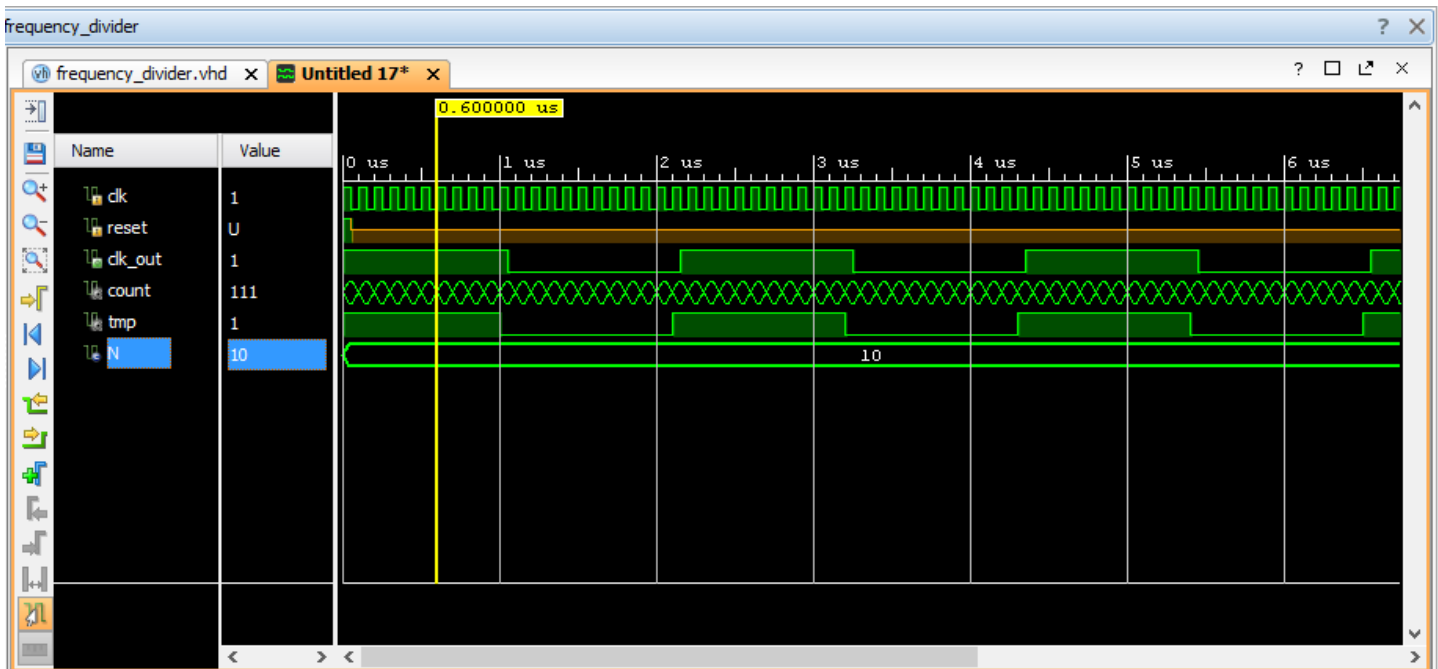 frequency_divider
frequency_divider.vhd Untitled 17*
0.600000 us
Name Value
0 us 1 us 2 us 3 us 4 us 5 us 6 us
clk 1
reset U
clk_out 1
count 111
tmp 1
N 10 10